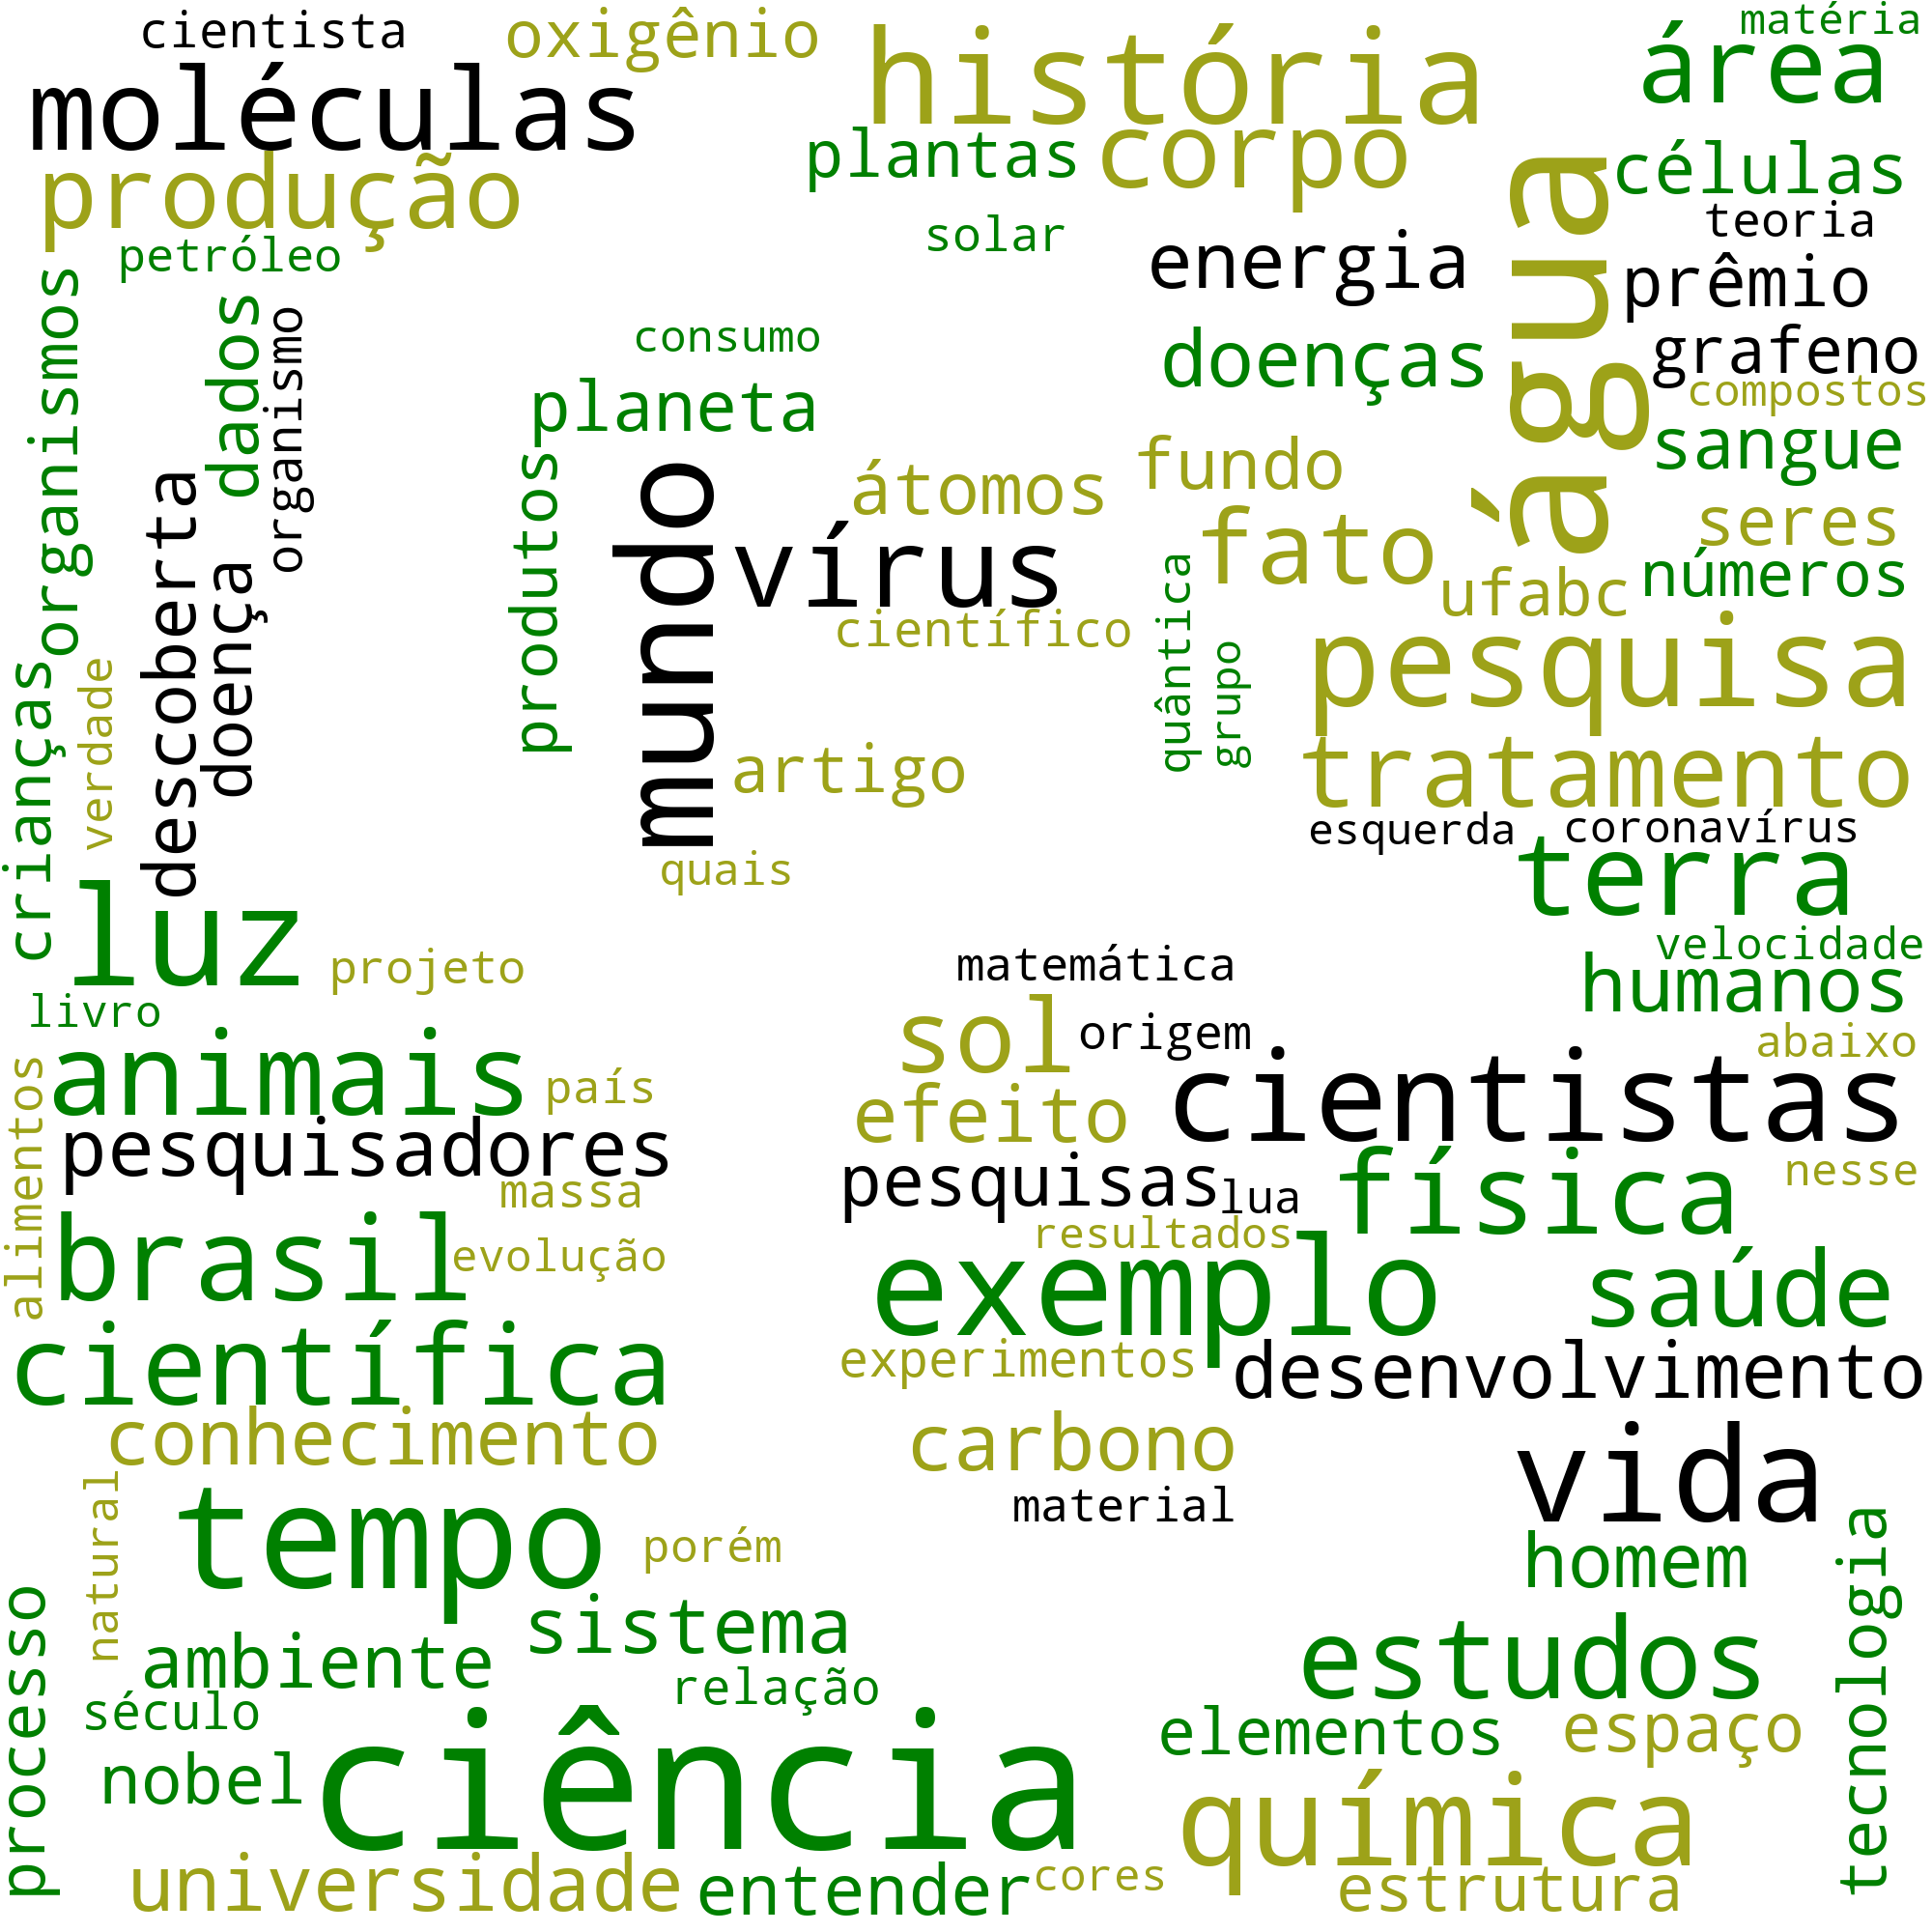 cientista
oxigênio
história
matéria
área
moléculas
produção
plantas
corpo
células
petróleo
solar
energia
água
teoria
prêmio
organismos
dados
organismo
consumo
doenças
grafeno
compostos
planeta
fundo
sangue
descoberta
produtos
mundo
átomos
fato
seres
doença
vírus
quântica
ufabc
números
científico
grupo
pesquisa
crianças
verdade
artigo
tratamento
esquerda
coronavírus
quais
terra
luz
projeto
matemática
velocidade
humanos
livro
sol
origem
abaixo
alimentos
animais
país
efeito
cientistas
pesquisadores
massa
pesquisas
lua
física
nesse
brasil
evolução
resultados
exemplo
saúde
científica
experimentos
desenvolvimento
conhecimento
carbono
vida
natural
tempo
porém
material
homem
tecnologia
processo
ambiente
sistema
estudos
século
relação
elementos
espaço
nobel
ciência
química
universidade
entender
cores
estrutura